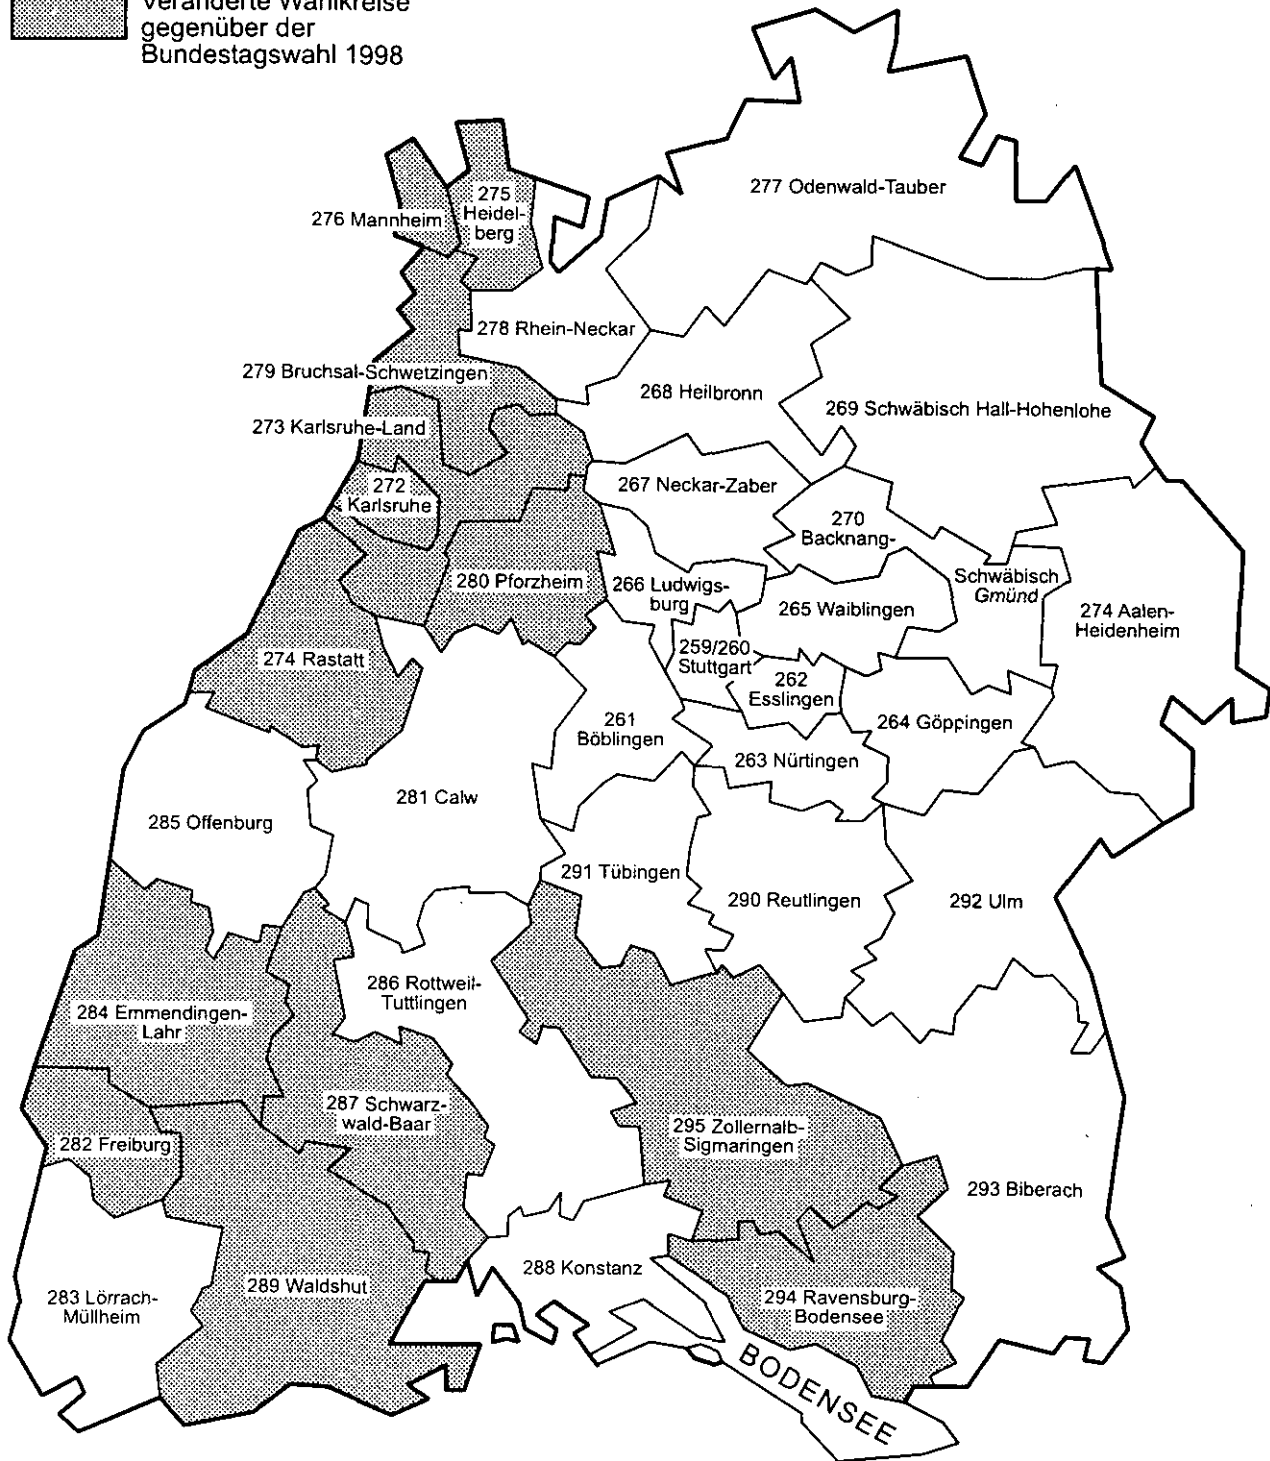 Veränderte Wahlkreise
gegenüber der
Bundestagswahl 1998
277 Odenwald-Tauber
275
Heidel-
berg
276 Mannheim
278 Rhein-Neckar
279 Bruchsal-Schwetzingen
268 Heilbronn
269 Schwäbisch Hall-Hohenlohe
273 Karlsruhe-Land
267 Neckar-Zaber
272
Karlsruhe
270
Backnang-
Schwäbisch
Gmünd
280 Pforzheim
266 Ludwigs-
burg
265 Waiblingen
274 Aalen-
Heidenheim
274 Rastatt
259/260
Stuttgart
262
Esslingen
261
Böblingen
264 Göppingen
263 Nürtingen
281 Calw
285 Offenburg
291 Tübingen
290 Reutlingen
292 Ulm
286 Rottweil-
Tuttlingen
284 Emmendingen-
Lahr
287 Schwarz-
wald-Baar
295 Zollernalb-
Sigmaringen
282 Freiburg
293 Biberach
288 Konstanz
289 Waldshut
283 Lörrach-
Müllheim
294 Ravensburg-
Bodensee
BODENSEE